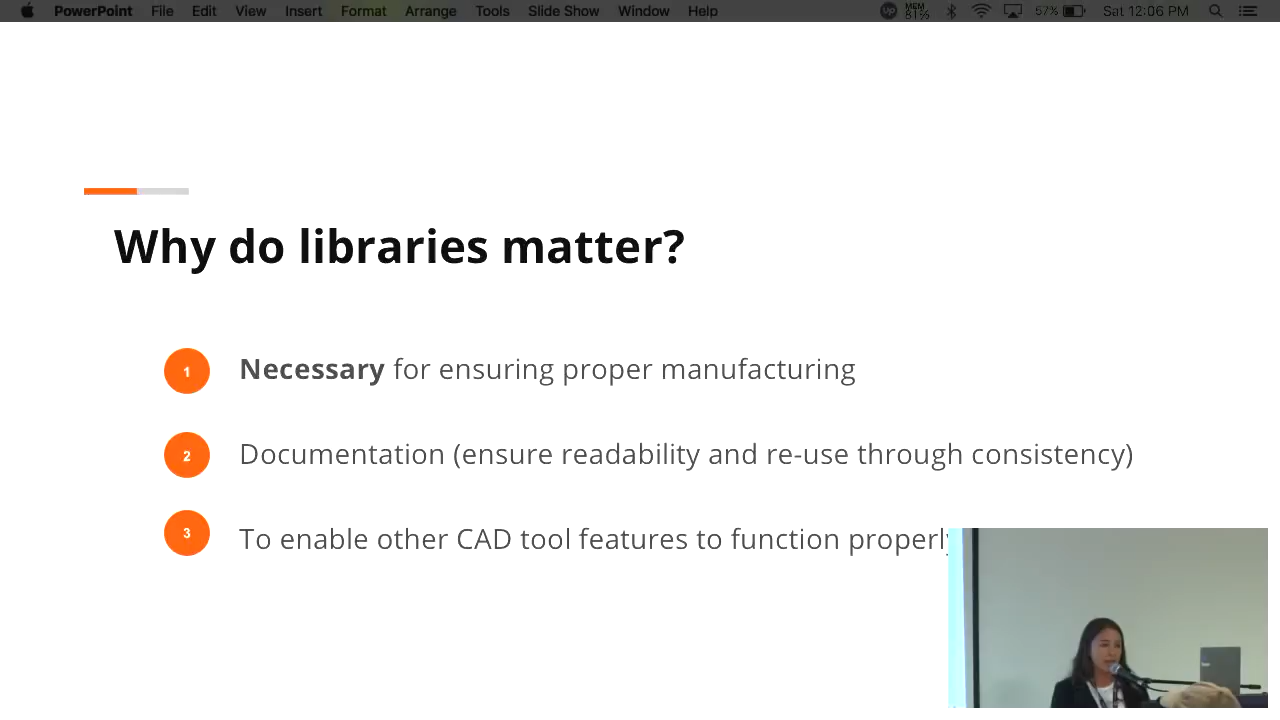 PowerPoint File Edit View Insert Format Arrange Tools Slide Show Window Help MEM 81% 57% Sat 12:06 PM
Why do libraries matter?
1 Necessary for ensuring proper manufacturing
2 Documentation (ensure readability and re-use through consistency)
3 To enable other CAD tool features to function properly